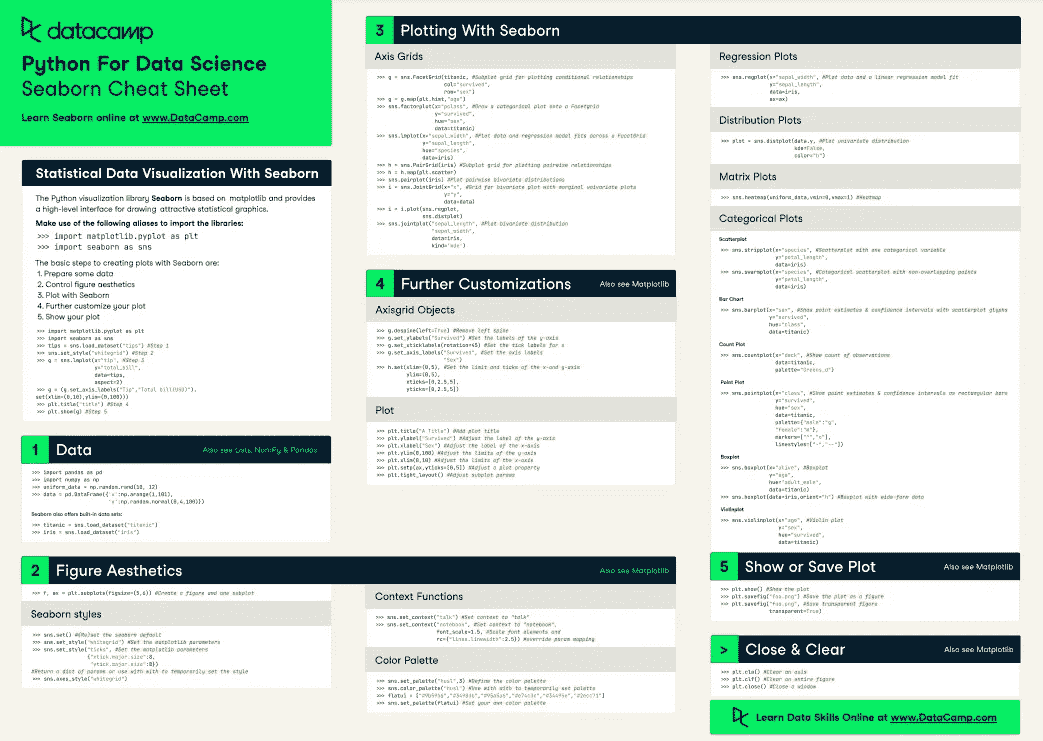 datacamp
Python For Data Science
Seaborn Cheat Sheet
Learn Seaborn online at www.DataCamp.com
Statistical Data Visualization With Seaborn
The Python visualization library Seaborn is based on matplotlib and provides
a high-level interface for drawing attractive statistical graphics.
Make use of the following aliases to import the libraries:
>>> import matplotlib.pyplot as plt
>>> import seaborn as sns
The basic steps to creating plots with Seaborn are:
1. Prepare some data
2. Control figure aesthetics
3. Plot with Seaborn
4. Further customize your plot
5. Show your plot
>>> import matplotlib.pyplot as plt
>>> import seaborn as sns
>>> tips = sns.load_dataset("tips") #Step 1
>>> sns.set_style("whitegrid") #Step 2
>>> g = sns.lmplot(x="tip", #Step 3
y="total_bill",
data=tips,
aspect=2)
>>> g = (g.set_axis_labels("Tip","Total bill(USD)").
set(xlim=(0,10),ylim=(0,100)))
>>> plt.title("title") #Step 4
>>> plt.show(g) #Step 5
1 Data
Also see Lists, NumPy & Pandas
>>> import pandas as pd
>>> import numpy as np
>>> uniform_data = np.random.rand(10, 12)
>>> data = pd.DataFrame({'x':np.arange(1,101),
'y':np.random.normal(0,4,100)})
Seaborn also offers built-in data sets:
>>> titanic = sns.load_dataset("titanic")
>>> iris = sns.load_dataset("iris")
2 Figure Aesthetics
Also see Matplotlib
>>> f, ax = plt.subplots(figsize=(5,6)) #Create a figure and one subplot
Seaborn styles
>>> sns.set() #(Re)set the seaborn default
>>> sns.set_style("whitegrid") #Set the matplotlib parameters
>>> sns.set_style("ticks", #Set the matplotlib parameters
{"xtick.major.size":8,
"ytick.major.size":8})
#Return a dict of params or use with with to temporarily set the style
>>> sns.axes_style("whitegrid")
Context Functions
>>> sns.set_context("talk") #Set context to "talk"
>>> sns.set_context("notebook", #Set context to "notebook",
font_scale=1.5, #Scale font elements and
rc={"lines.linewidth":2.5}) #override param mapping
Color Palette
>>> sns.set_palette("husl",3) #Define the color palette
>>> sns.color_palette("husl") #Use with with to temporarily set palette
>>> flatui = ["#9b59b6","#3498db","#95a5a6","#e74c3c","#34495e","#2ecc71"]
>>> sns.set_palette(flatui) #Set your own color palette
3 Plotting With Seaborn
Axis Grids
>>> g = sns.FacetGrid(titanic, #Subplot grid for plotting conditional relationships
col="survived",
row="sex")
>>> g = g.map(plt.hist,"age")
>>> sns.factorplot(x="pclass", #Draw a categorical plot onto a Facetgrid
y="survived",
hue="sex",
data=titanic)
>>> sns.lmplot(x="sepal_width", #Plot data and regression model fits across a FacetGrid
y="sepal_length",
hue="species",
data=iris)
>>> h = sns.PairGrid(iris) #Subplot grid for plotting pairwise relationships
>>> h = h.map(plt.scatter)
>>> sns.pairplot(iris) #Plot pairwise bivariate distributions
>>> i = sns.JointGrid(x="x", #Grid for bivariate plot with marginal univariate plots
y="y",
data=data)
>>> i = i.plot(sns.regplot,
sns.distplot)
>>> sns.jointplot("sepal_length", #Plot bivariate distribution
"sepal_width",
data=iris,
kind="kde")
4 Further Customizations
Also see Matplotlib
Axisgrid Objects
>>> g.despine(left=True) #Remove left spine
>>> g.set_ylabels("Survived") #Set the labels of the y-axis
>>> g.set_xticklabels(rotation=45) #Set the tick labels for x
>>> g.set_axis_labels("Survived", #Set the axis labels
"Sex")
>>> h.set(xlim=(0,5), #Set the limit and ticks of the x-and y-axis
ylim=(0,5),
xticks=[0,2.5,5],
yticks=[0,2.5,5])
Plot
>>> plt.title("A Title") #Add plot title
>>> plt.ylabel("Survived") #Adjust the label of the y-axis
>>> plt.xlabel("Sex") #Adjust the label of the x-axis
>>> plt.ylim(0,100) #Adjust the limits of the y-axis
>>> plt.xlim(0,10) #Adjust the limits of the x-axis
>>> plt.setp(ax,yticks=[0,5]) #Adjust a plot property
>>> plt.tight_layout() #Adjust subplot params
Regression Plots
>>> sns.regplot(x="sepal_width", #Plot data and a linear regression model fit
y="sepal_length",
data=iris,
ax=ax)
Distribution Plots
>>> plot = sns.distplot(data.y, #Plot univariate distribution
kde=False,
color="b")
Matrix Plots
>>> sns.heatmap(uniform_data,vmin=0,vmax=1) #Heatmap
Categorical Plots
Scatterplot
>>> sns.stripplot(x="species", #Scatterplot with one categorical variable
y="petal_length",
data=iris)
>>> sns.swarmplot(x="species", #Categorical scatterplot with non-overlapping points
y="petal_length",
data=iris)
Bar Chart
>>> sns.barplot(x="sex", #Show point estimates & confidence intervals with scatterplot glyphs
y="survived",
hue="class",
data=titanic)
Count Plot
>>> sns.countplot(x="deck", #Show count of observations
data=titanic,
palette="Greens_d")
Point Plot
>>> sns.pointplot(x="class", #Show point estimates & confidence intervals as rectangular bars
y="survived",
hue="sex",
data=titanic,
palette={"male":"g",
"female":"m"},
markers=["^","o"],
linestyles=["-","--"])
Boxplot
>>> sns.boxplot(x="alive", #Boxplot
y="age",
hue="adult_male",
data=titanic)
>>> sns.boxplot(data=iris,orient="h") #Boxplot with wide-form data
Violinplot
>>> sns.violinplot(x="age", #Violin plot
y="sex",
hue="survived",
data=titanic)
5 Show or Save Plot
Also see Matplotlib
>>> plt.show() #Show the plot
>>> plt.savefig("foo.png") #Save the plot as a figure
>>> plt.savefig("foo.png", #Save transparent figure
transparent=True)
> Close & Clear
Also see Matplotlib
>>> plt.cla() #Clear an axis
>>> plt.clf() #Clear an entire figure
>>> plt.close() #Close a window
Learn Data Skills Online at www.DataCamp.com